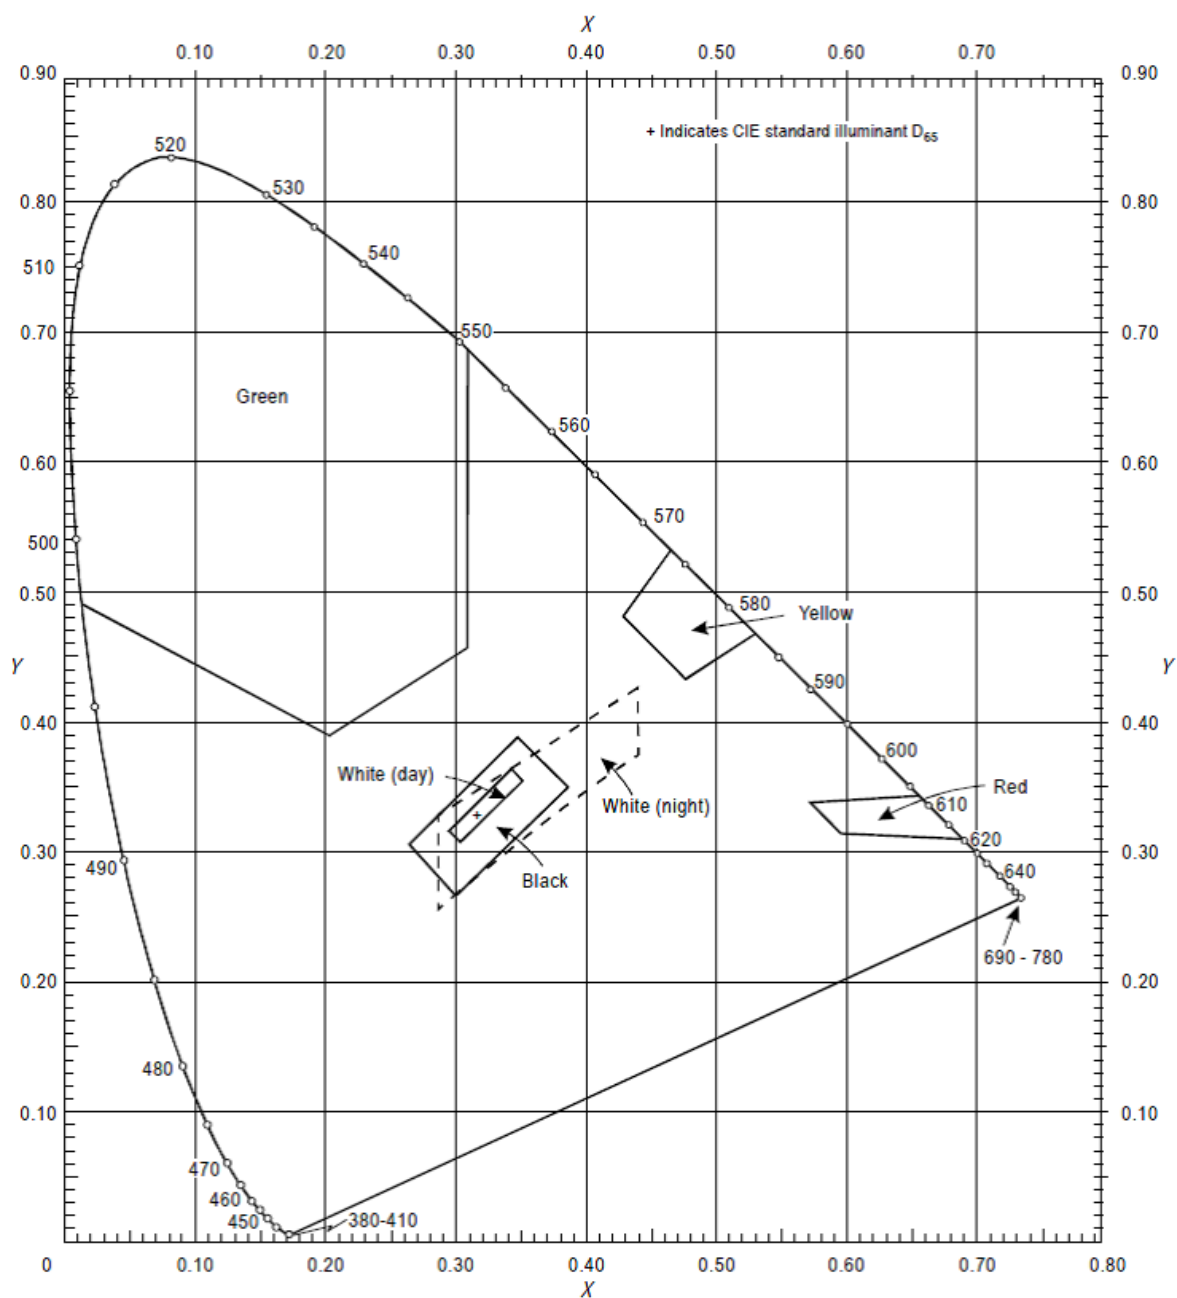 X
0.10 0.20 0.30 0.40 0.50 0.60 0.70
0.90 0.90
+ Indicates CIE standard illuminant D65
520
530
0.80 0.80
540
510
0.70 550 0.70
Green
560
0.60 0.60
570
500
0.50 580 0.50
Yellow
Y Y
590
0.40 0.40
600
White (day)
Red
White (night) 610
620
0.30 0.30
490 640
Black
690 - 780
0.20 0.20
480
0.10 0.10
470
460
450 380-410
0 0.10 0.20 0.30 0.40 0.50 0.60 0.70 0.80
X